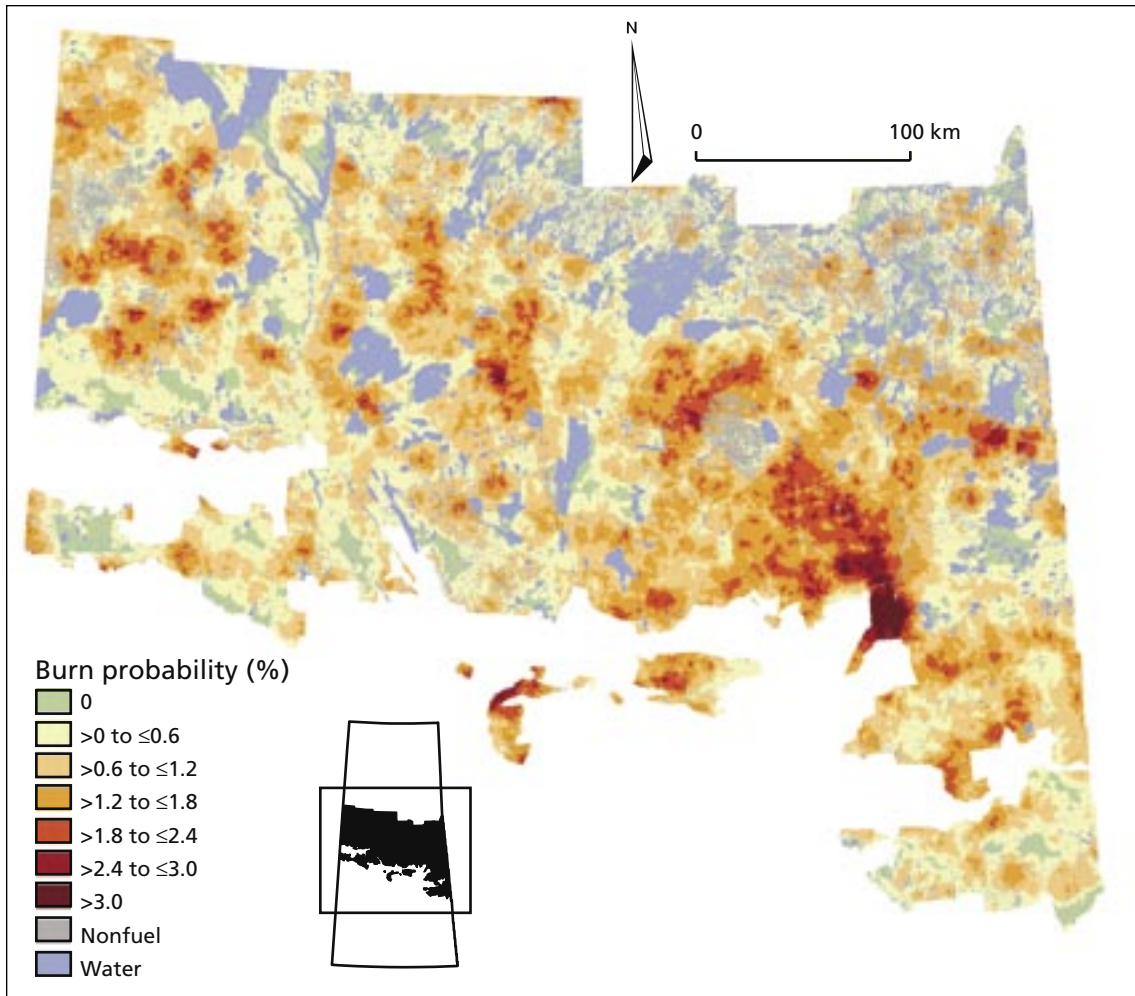 N
0 100 km
Burn probability (%)
0
>0 to ≤0.6
>0.6 to ≤1.2
>1.2 to ≤1.8
>1.8 to ≤2.4
>2.4 to ≤3.0
>3.0
Nonfuel
Water